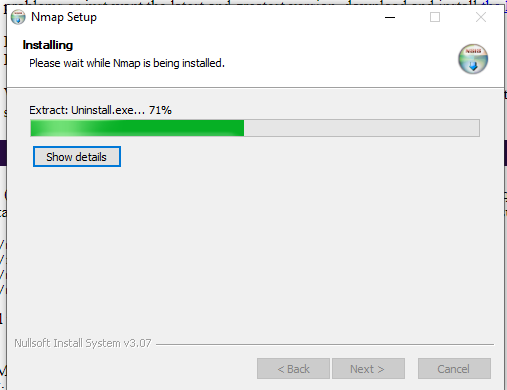 Nmap Setup
Installing
Please wait while Nmap is being installed.
Extract: Uninstall.exe... 71%
Show details
Nullsoft Install System v3.07
< Back
Next >
Cancel